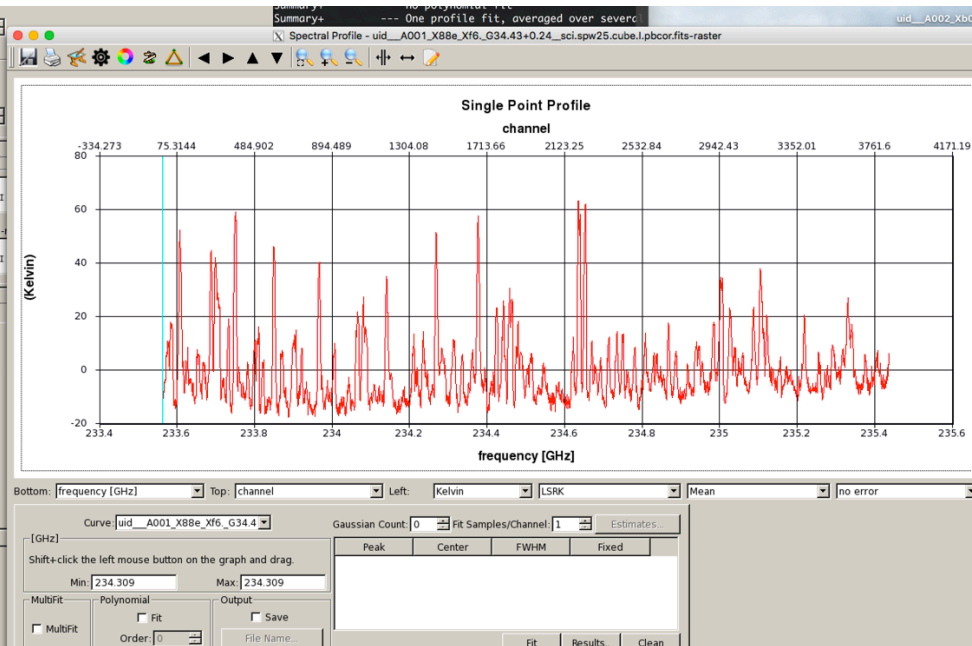 no polynomial fit
Summary+ --- One profile fit, averaged over several
uid___A002_Xb0
Spectral Profile - uid___A001_X88e_Xf6._G34.43+0.24__sci.spw25.cube.I.pbcor.fits-raster
Single Point Profile
channel
-334.273 75.3144 484.902 894.489 1304.08 1713.66 2123.25 2532.84 2942.43 3352.01 3761.6 4171.19
80
60
40
20
0
-20
(Kelvin)
233.4 233.6 233.8 234 234.2 234.4 234.6 234.8 235 235.2 235.4 235.6
frequency [GHz]
Bottom: frequency [GHz] Top: channel Left: Kelvin LSRK Mean no error
Curve: uid___A001_X88e_Xf6._G34.4 Gaussian Count: 0 Fit Samples/Channel: 1 Estimates...
[GHz]
Peak Center FWHM Fixed
Shift+click the left mouse button on the graph and drag.
Min: 234.309 Max: 234.309
MultiFit Polynomial Output
Fit Save
MultiFit
Order: 0 File Name...
Fit Results... Clean